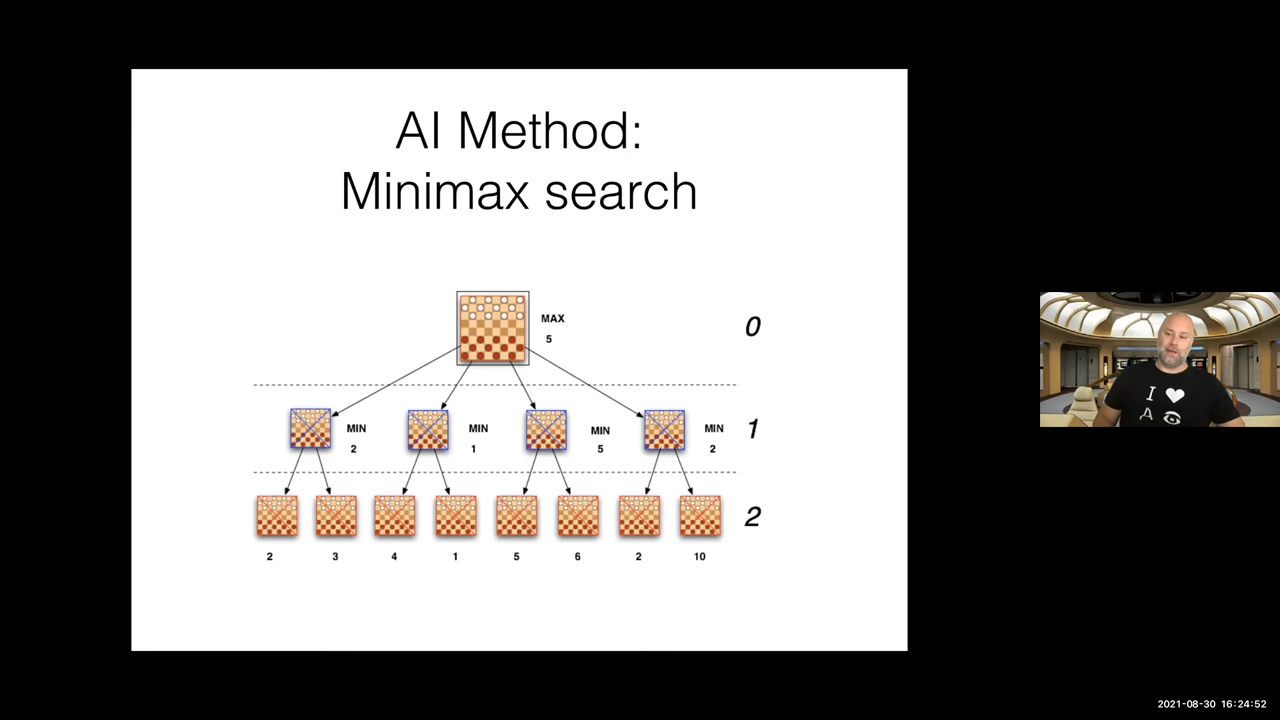 AI Method:
Minimax search
MAX
5
0
MIN
2
MIN
1
MIN
5
MIN
2
1
2
2 3 4 1 5 6 2 10
I ♥
A
2021-08-30 16:24:52